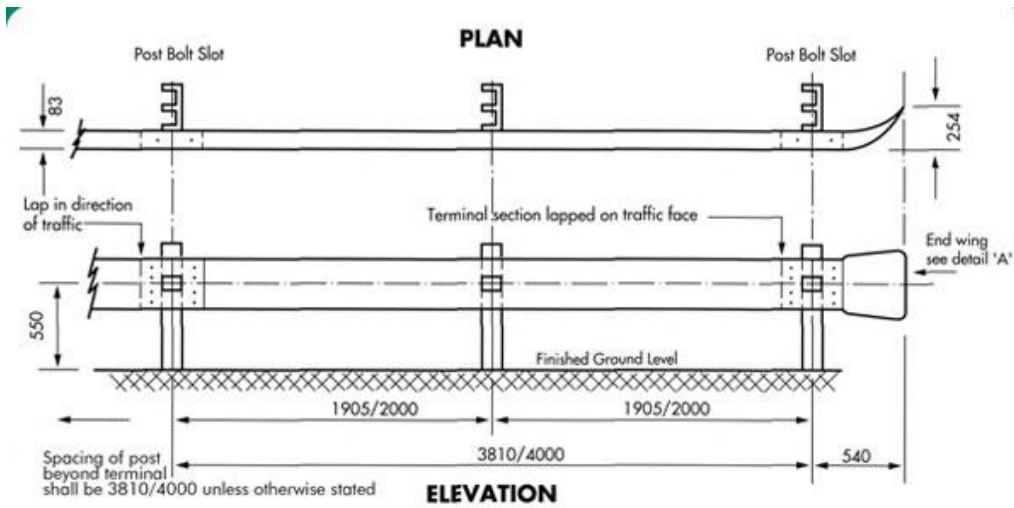 PLAN
Post Bolt Slot
Post Bolt Slot
83
254
Lap in direction
of traffic
Terminal section lapped on traffic face
End wing
see detail 'A'
550
Finished Ground Level
1905/2000
1905/2000
3810/4000
540
Spacing of post
beyond terminal
shall be 3810/4000 unless otherwise stated
ELEVATION